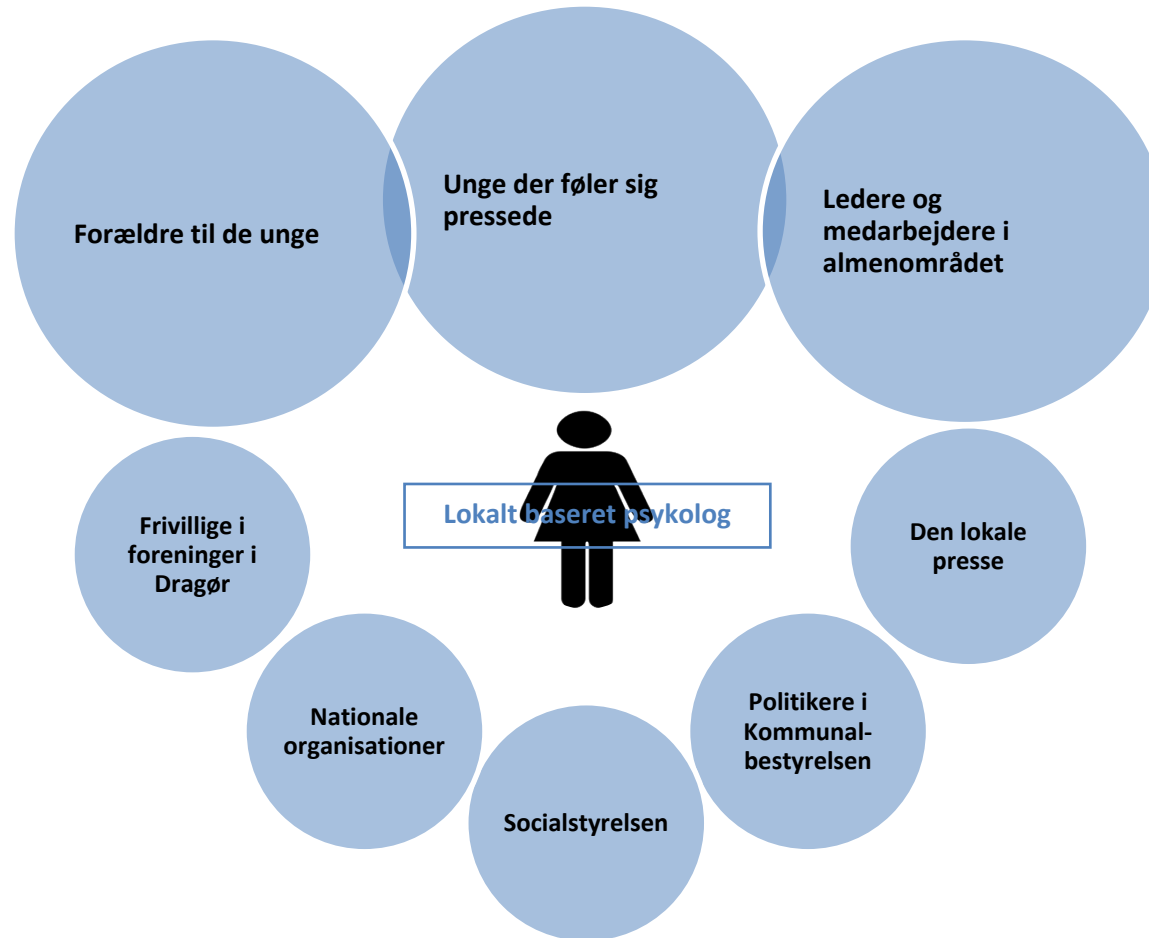 Forældre til de unge
Unge der føler sig
pressede
Ledere og
medarbejdere i
almenområdet
Lokalt baseret psykolog
Frivillige i
foreninger i
Dragør
Den lokale
presse
Nationale
organisationer
Politikere i
Kommunal-
bestyrelsen
Socialstyrelsen